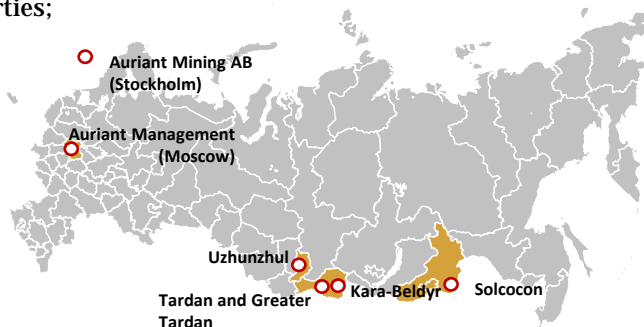 rties;
Auriant Mining AB
(Stockholm)
Auriant Management
(Moscow)
Uzhunzhul
Kara-Beldyr
Solcocon
Tardan and Greater
Tardan